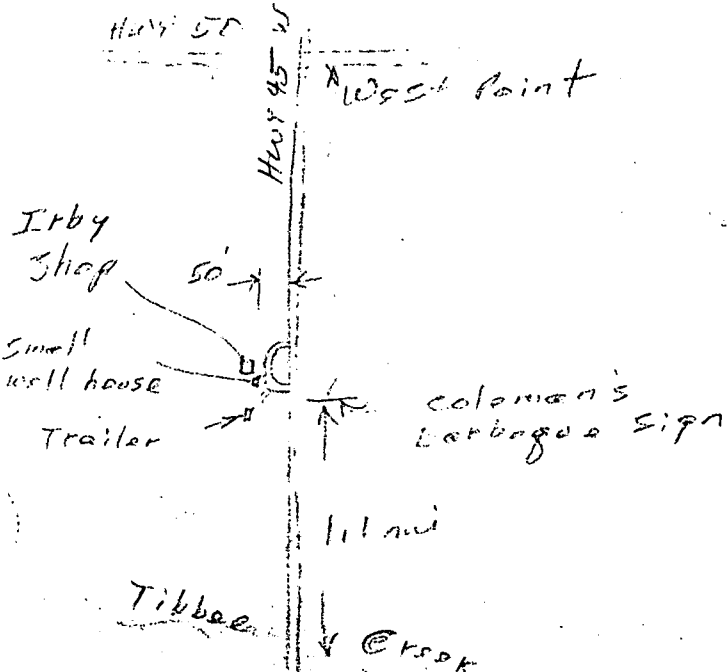 Hwy 50
Hwy 45 W
West Point
Irby
Shop
50'
Small
well house
Trailer
Coleman's
Barbeque Sign
1.1 mi
Tibbee
Creek